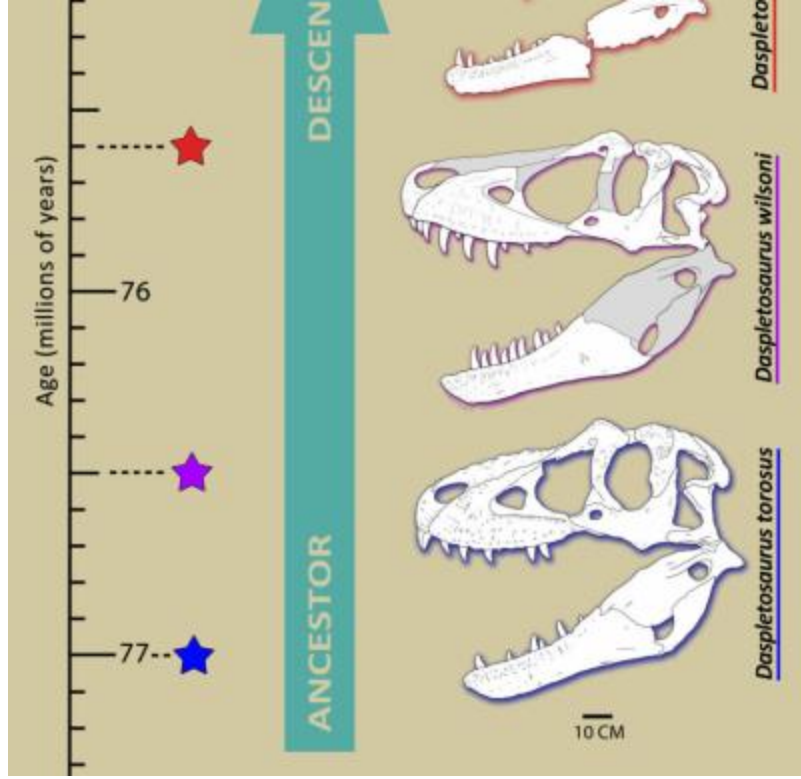 Age (millions of years)
76
77
DESCEN
ANCESTOR
Daspleto
Daspletosaurus wilsoni
Daspletosaurus torosus
10 CM